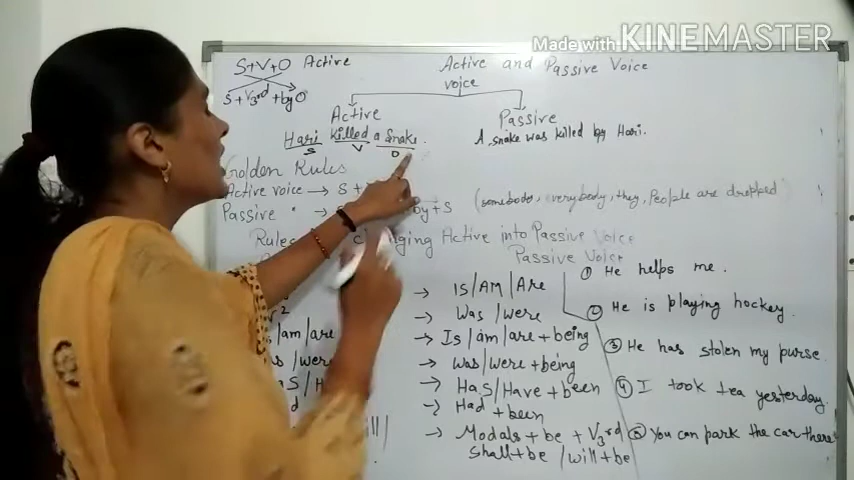 Made with KINEMASTER
S+V+O Active
S + V3rd + by O
Active and Passive Voice
voice
Active
Passive
Hari killed a Snake.
S V O
A snake was killed by Hari.
Golden Rules
Active voice → S +
Passive " → by + S
(somebody, everybody, they, People are dropped
Rules changing Active into Passive Voice
Passive Voice
→ Is/AM/Are
→ Was/were
is/am/are → Is/am/are + being
→ was/were + being
→ Has/Have + been
→ Had + been
→ Modals + be + V3rd
shall + be / will + be
① He helps me.
② He is playing hockey.
③ He has stolen my purse.
④ I took tea yesterday.
⑤ You can park the car there